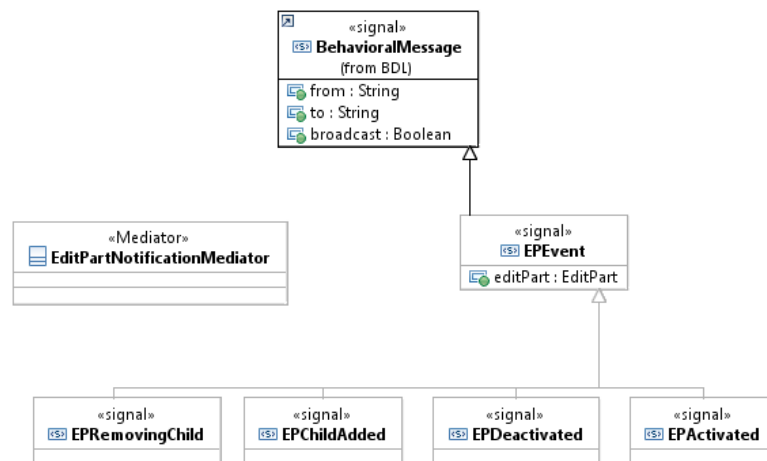 «signal»
BehavioralMessage
(from BDL)
from : String
to : String
broadcast : Boolean
«Mediator»
EditPartNotificationMediator
«signal»
EPEvent
editPart : EditPart
«signal»
EPRemovingChild
«signal»
EPChildAdded
«signal»
EPDeactivated
«signal»
EPActivated